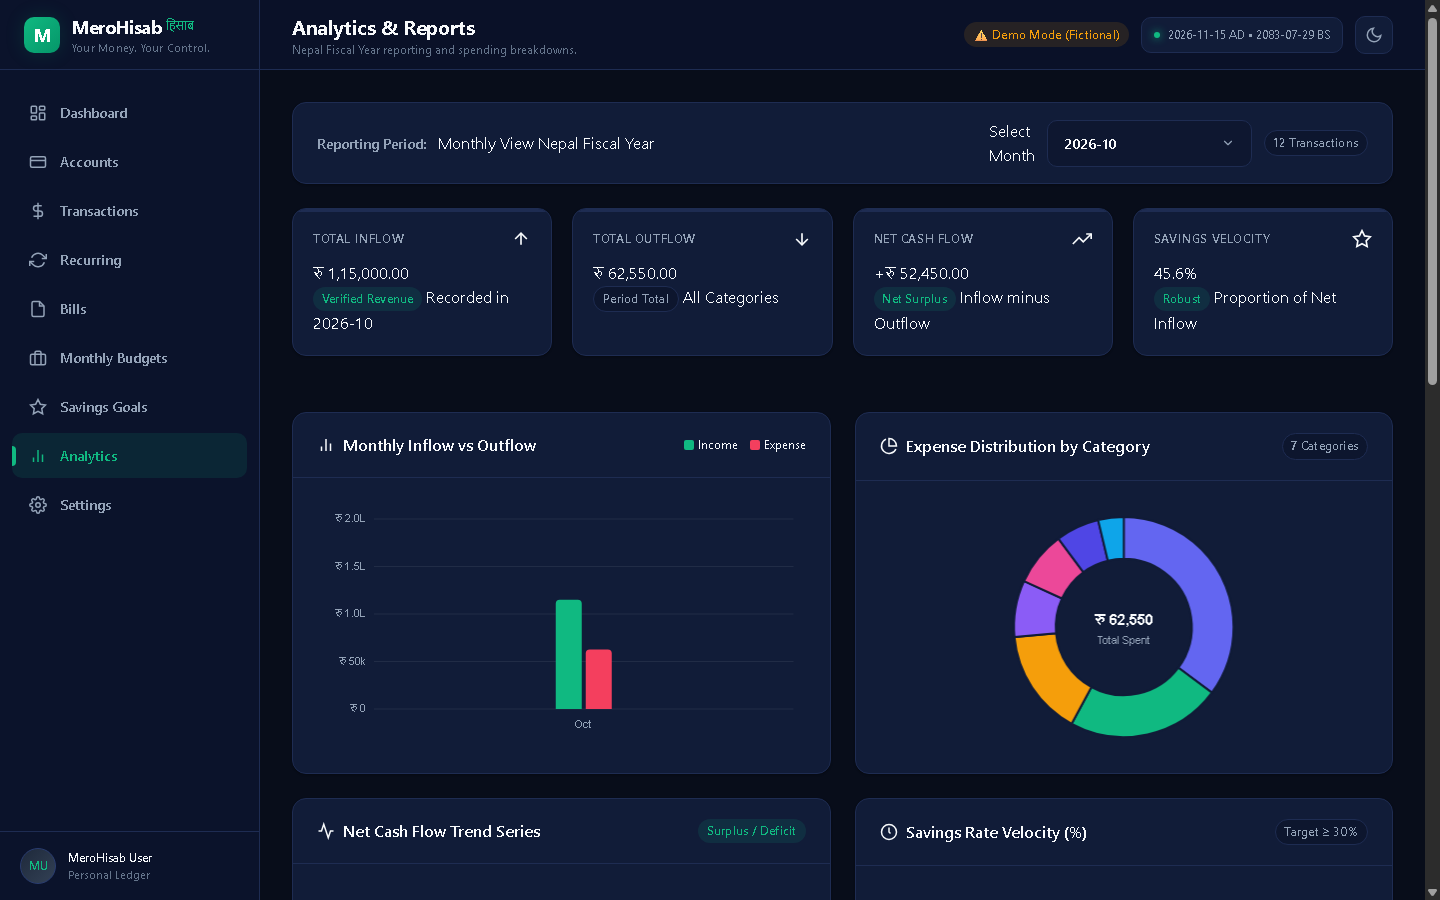 M
MeroHisab हिसाब
Your Money. Your Control.
Dashboard
Accounts
Transactions
Recurring
Bills
Monthly Budgets
Savings Goals
Analytics
Settings
MU
MeroHisab User
Personal Ledger
Analytics & Reports
Nepal Fiscal Year reporting and spending breakdowns.
Demo Mode (Fictional)
2026-11-15 AD • 2083-07-29 BS
Reporting Period: Monthly View Nepal Fiscal Year
Select
Month
2026-10
12 Transactions
TOTAL INFLOW
रु 1,15,000.00
Verified Revenue Recorded in
2026-10
TOTAL OUTFLOW
रु 62,550.00
Period Total All Categories
NET CASH FLOW
+रु 52,450.00
Net Surplus Inflow minus
Outflow
SAVINGS VELOCITY
45.6%
Robust Proportion of Net
Inflow
Monthly Inflow vs Outflow
Income
Expense
रु 2.0L
रु 1.5L
रु 1.0L
रु 50k
रु 0
Oct
Expense Distribution by Category
7 Categories
रु 62,550
Total Spent
Net Cash Flow Trend Series
Surplus / Deficit
Savings Rate Velocity (%)
Target ≥ 30%